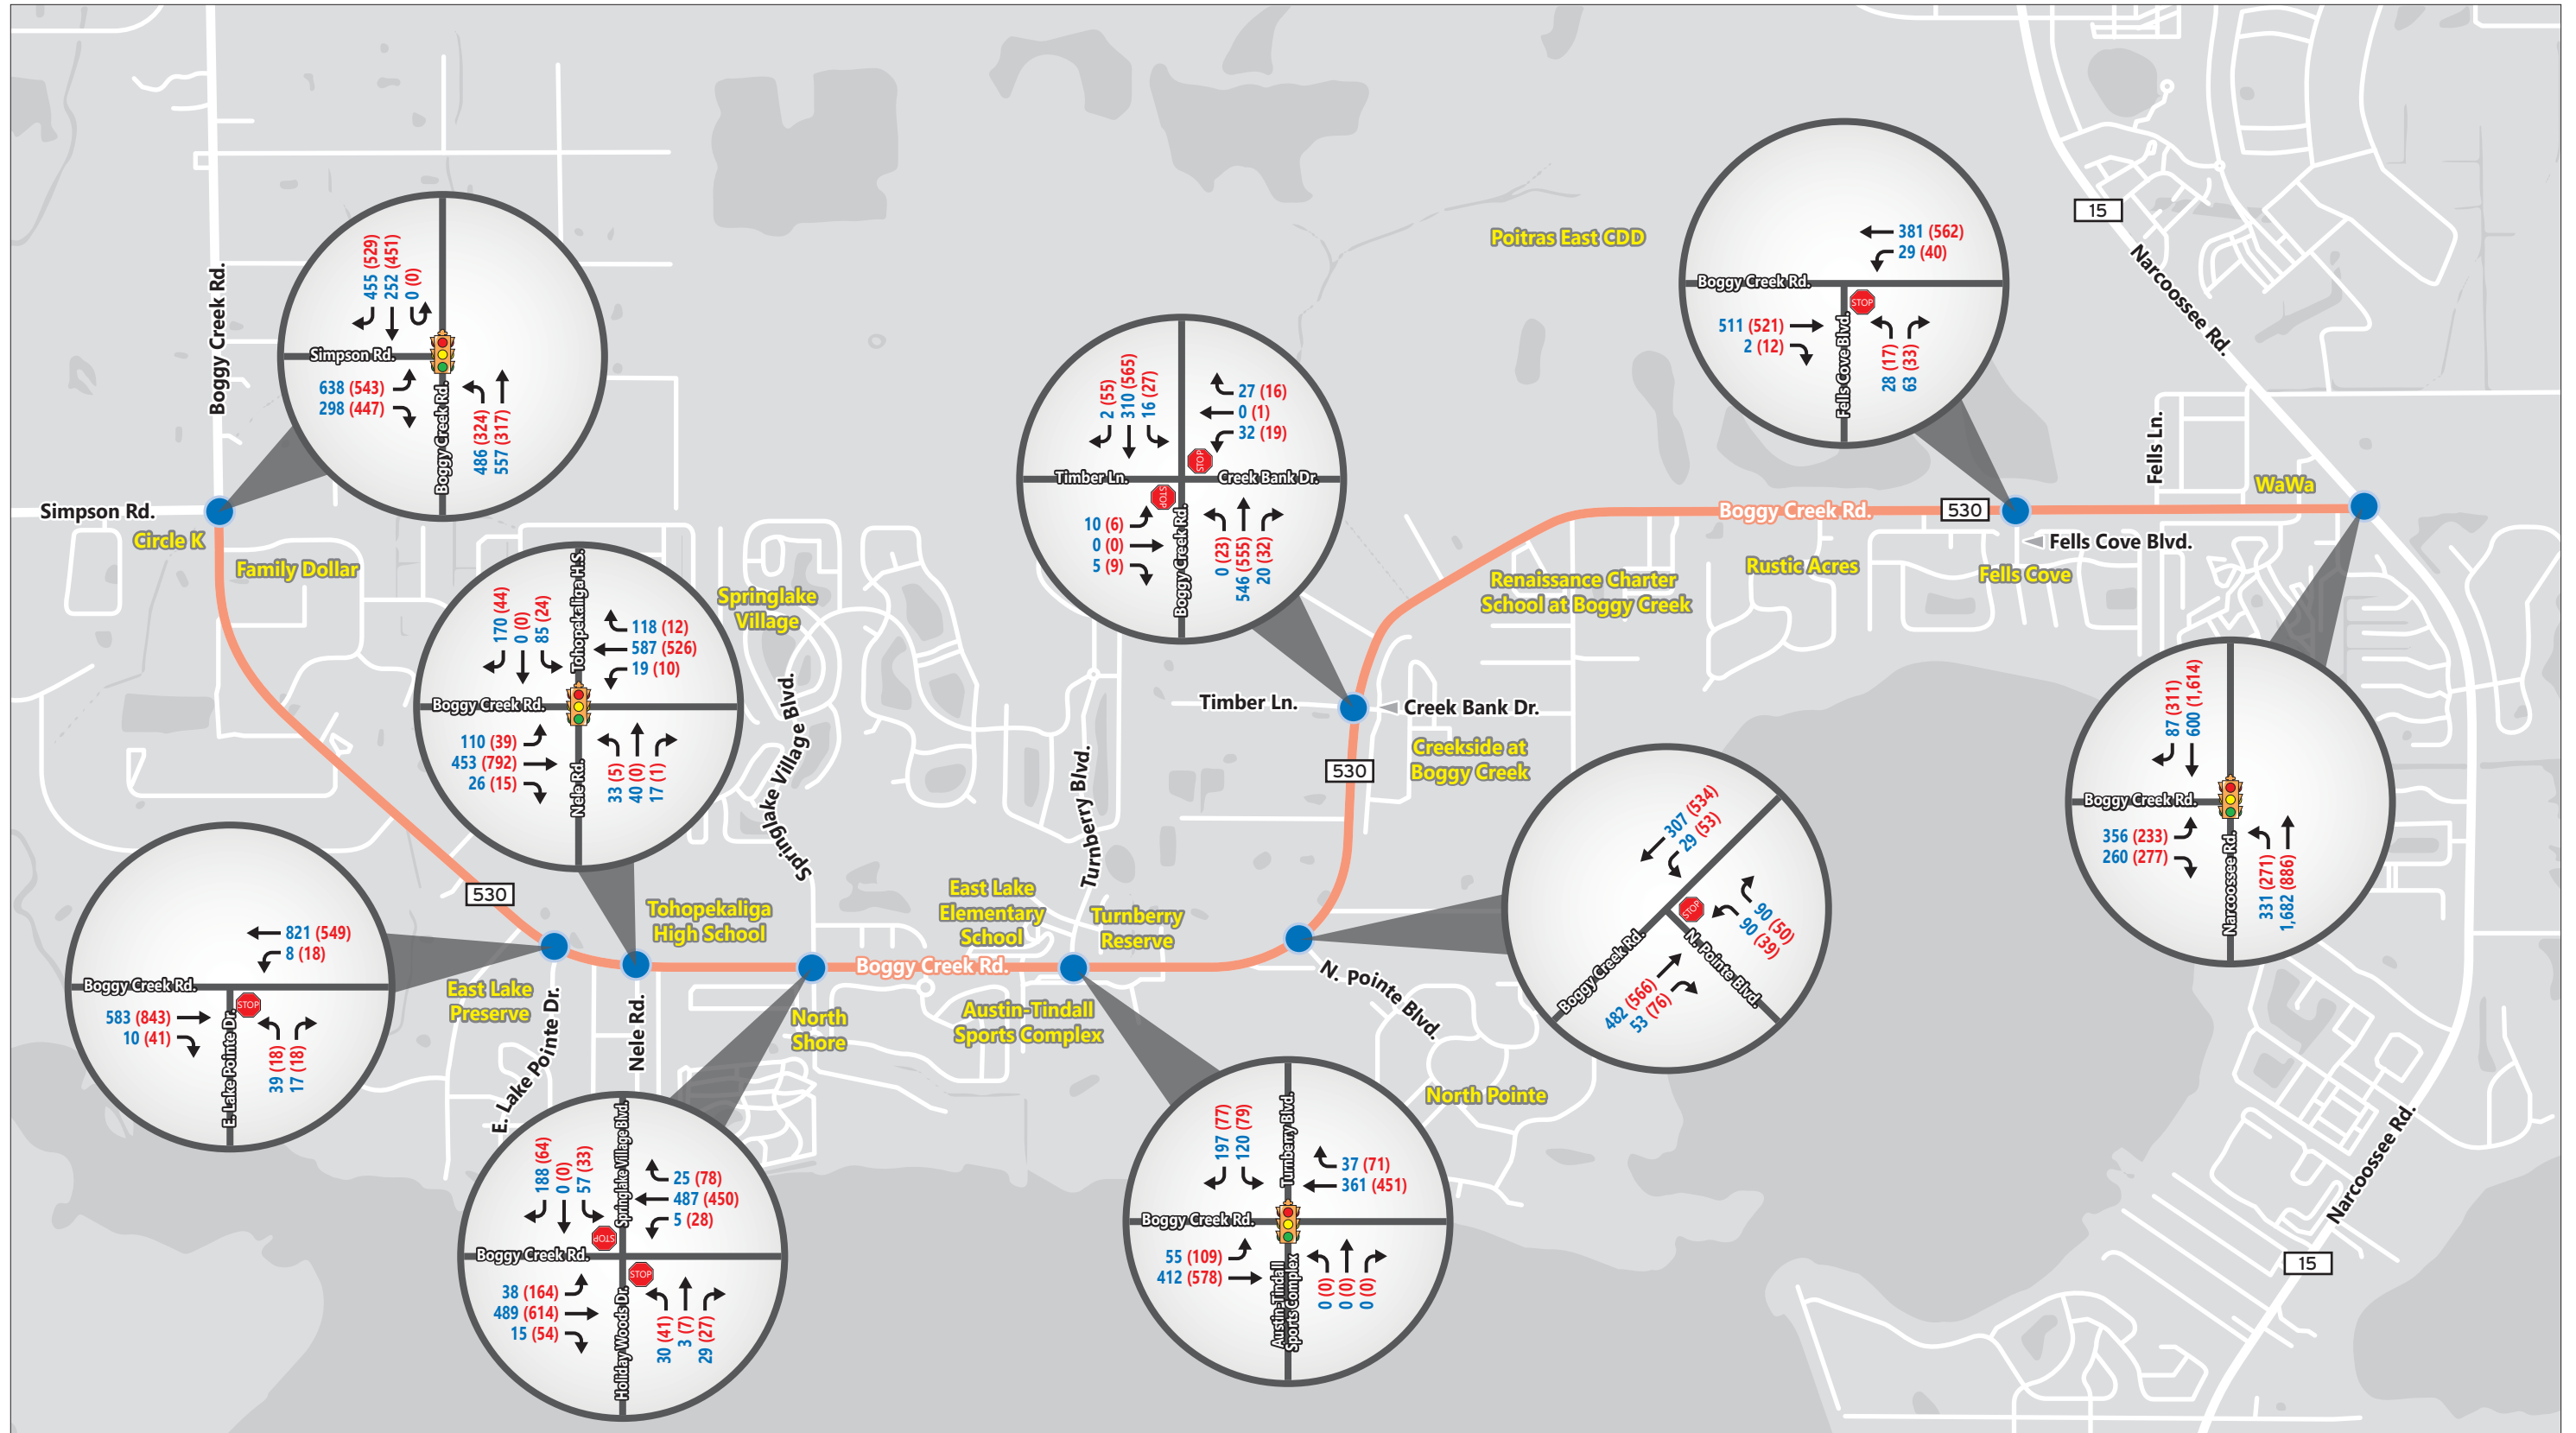 15
Narcoossee Rd.
Poitras East CDD
Boggy Creek Rd.
Simpson Rd.
Circle K
Family Dollar
455 (529)
252 (451)
0 (0)
Simpson Rd.
638 (543)
298 (447)
Boggy Creek Rd.
486 (324)
557 (317)
381 (562)
29 (40)
Boggy Creek Rd.
STOP
511 (521)
2 (12)
Fells Cove Blvd.
28 (17)
63 (33)
2 (55)
310 (565)
16 (27)
27 (16)
0 (1)
32 (19)
STOP
Timber Ln.
Creek Bank Dr.
STOP
10 (6)
0 (0)
5 (9)
Boggy Creek Rd.
0 (23)
546 (555)
20 (32)
Fells Ln.
WaWa
Boggy Creek Rd.
530
Fells Cove Blvd.
Rustic Acres
Fells Cove
Renaissance Charter
School at Boggy Creek
Springlake
Village
170 (44)
0 (0)
85 (24)
Tohopekaliga H.S.
118 (12)
587 (526)
19 (10)
Boggy Creek Rd.
110 (39)
453 (792)
26 (15)
Nele Rd.
33 (5)
40 (0)
17 (1)
Springlake Village Blvd.
Turnberry Blvd.
Timber Ln.
Creek Bank Dr.
530
Creekside at
Boggy Creek
87 (311)
600 (1,614)
Boggy Creek Rd.
356 (233)
260 (277)
Narcoossee Rd.
331 (271)
1,682 (886)
307 (534)
29 (53)
STOP
90 (50)
90 (39)
Boggy Creek Rd.
N. Pointe Blvd.
482 (566)
53 (76)
530
821 (549)
8 (18)
Boggy Creek Rd.
STOP
583 (843)
10 (41)
E. Lake Pointe Dr.
39 (18)
17 (18)
East Lake
Preserve
E. Lake Pointe Dr.
Nele Rd.
Tohopekaliga
High School
Boggy Creek Rd.
East Lake
Elementary
School
Turnberry
Reserve
North
Shore
Austin-Tindall
Sports Complex
N. Pointe Blvd.
North Pointe
188 (64)
0 (0)
57 (33)
Springlake Village Blvd.
25 (78)
487 (450)
5 (28)
STOP
Boggy Creek Rd.
STOP
38 (164)
489 (614)
15 (54)
Holiday Woods Dr.
30 (41)
3 (7)
29 (27)
197 (77)
120 (79)
Turnberry Blvd.
37 (71)
361 (451)
Boggy Creek Rd.
55 (109)
412 (578)
Austin-Tindall
Sports Complex
0 (0)
0 (0)
0 (0)
Narcoossee Rd.
15